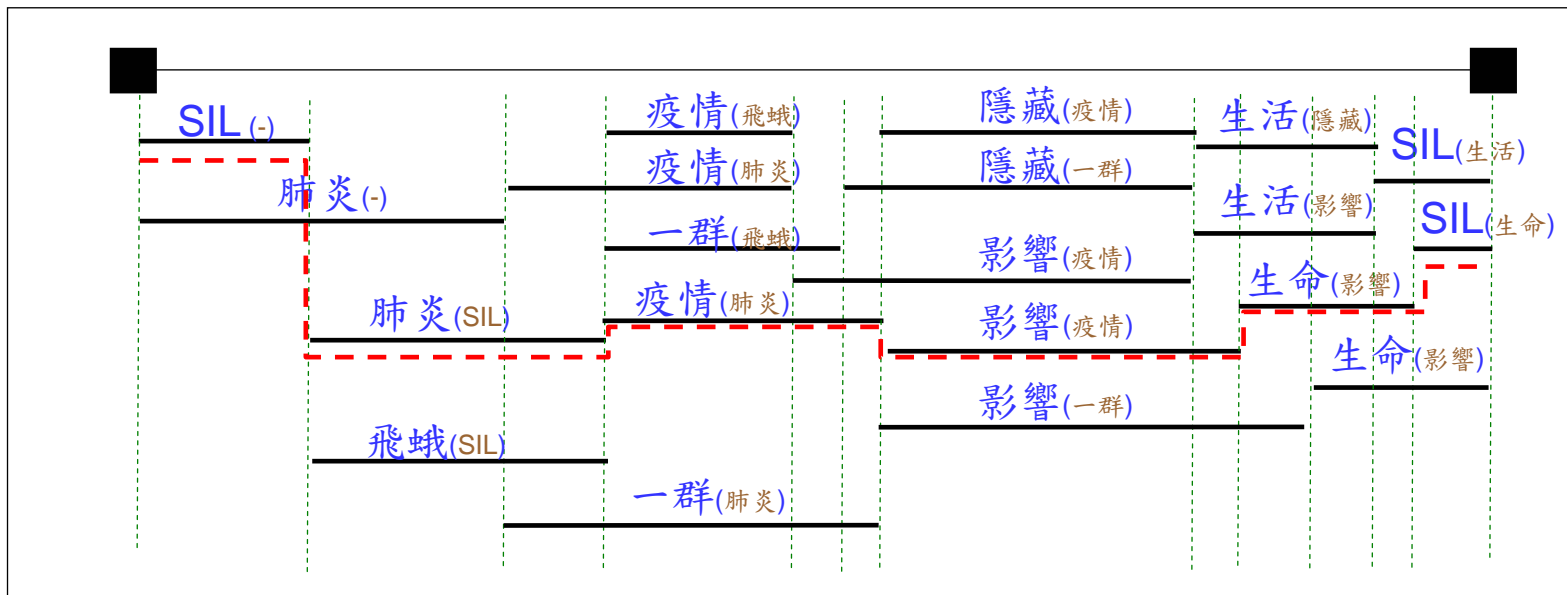 SIL (-)
疫情(飛蛾)
隱藏(疫情)
生活(隱藏)
SIL(生活)
肺炎(-)
疫情(肺炎)
隱藏(一群)
生活(影響)
SIL(生命)
一群(飛蛾)
影響(疫情)
生命(影響)
肺炎(SIL)
疫情(肺炎)
影響(疫情)
生命(影響)
飛蛾(SIL)
影響(一群)
一群(肺炎)